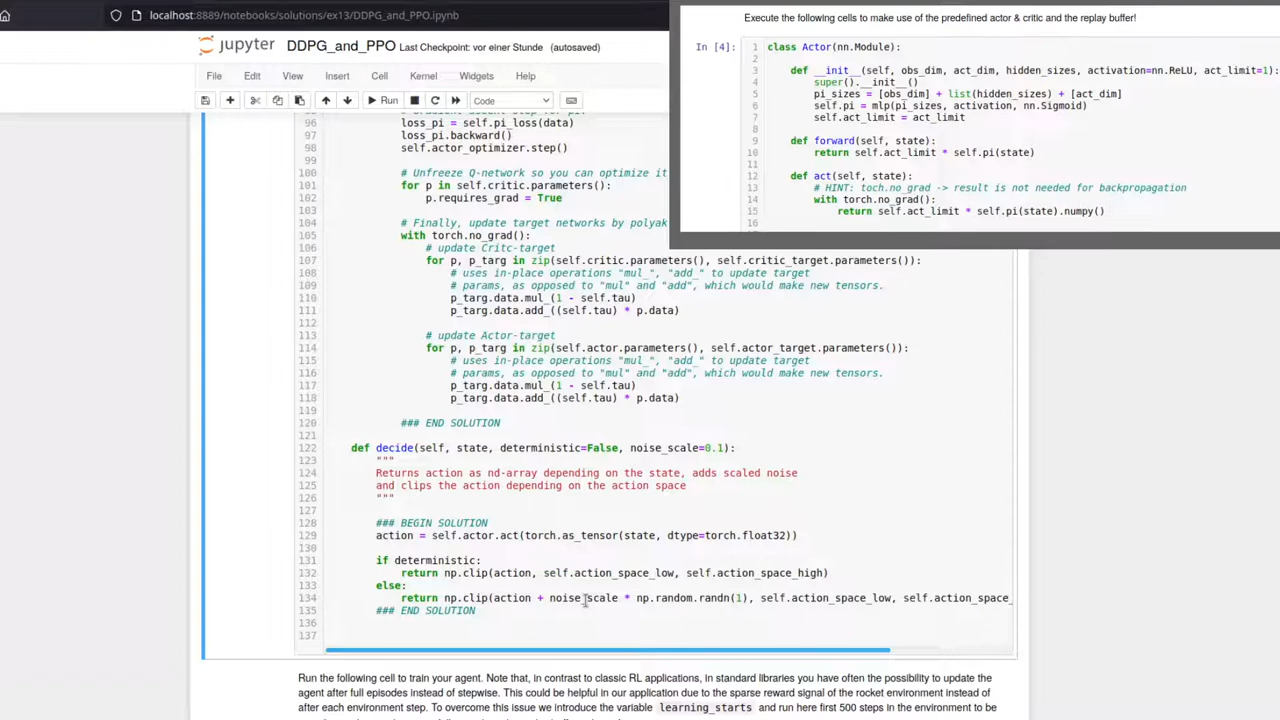 localhost:8889/notebooks/solutions/ex13/DDPG_and_PPO.ipynb
jupyter DDPG_and_PPO Last Checkpoint: vor einer Stunde (autosaved)
File Edit View Insert Cell Kernel Widgets Help
Run Code
96 loss_pi = self.pi_loss(data)
97 loss_pi.backward()
98 self.actor_optimizer.step()
99
100 # Unfreeze Q-network so you can optimize it
101 for p in self.critic.parameters():
102 p.requires_grad = True
103
104 # Finally, update target networks by polyak
105 with torch.no_grad():
106 # update Critc-target
107 for p, p_targ in zip(self.critic.parameters(), self.critic_target.parameters()):
108 # uses in-place operations "mul_", "add_" to update target
109 # params, as opposed to "mul" and "add", which would make new tensors.
110 p_targ.data.mul_(1 - self.tau)
111 p_targ.data.add_((self.tau) * p.data)
112
113 # update Actor-target
114 for p, p_targ in zip(self.actor.parameters(), self.actor_target.parameters()):
115 # uses in-place operations "mul_", "add_" to update target
116 # params, as opposed to "mul" and "add", which would make new tensors.
117 p_targ.data.mul_(1 - self.tau)
118 p_targ.data.add_((self.tau) * p.data)
119
120 ### END SOLUTION
121
122 def decide(self, state, deterministic=False, noise_scale=0.1):
123 """
124 Returns action as nd-array depending on the state, adds scaled noise
125 and clips the action depending on the action space
126 """
127
128 ### BEGIN SOLUTION
129 action = self.actor.act(torch.as_tensor(state, dtype=torch.float32))
130
131 if deterministic:
132 return np.clip(action, self.action_space_low, self.action_space_high)
133 else:
134 return np.clip(action + noise_scale * np.random.randn(1), self.action_space_low, self.action_space_
135 ### END SOLUTION
136
137
Run the following cell to train your agent. Note that, in contrast to classic RL applications, in standard libraries you have often the possibility to update the
agent after full episodes instead of stepwise. This could be helpful in our application due to the sparse reward signal of the rocket environment instead of
after each environment step. To overcome this issue we introduce the variable learning_starts and run here first 500 steps in the environment to be
Execute the following cells to make use of the predefined actor & critic and the replay buffer!
In [4]: 1 class Actor(nn.Module):
2
3 def __init__(self, obs_dim, act_dim, hidden_sizes, activation=nn.ReLU, act_limit=1):
4 super().__init__()
5 pi_sizes = [obs_dim] + list(hidden_sizes) + [act_dim]
6 self.pi = mlp(pi_sizes, activation, nn.Sigmoid)
7 self.act_limit = act_limit
8
9 def forward(self, state):
10 return self.act_limit * self.pi(state)
11
12 def act(self, state):
13 # HINT: toch.no_grad -> result is not needed for backpropagation
14 with torch.no_grad():
15 return self.act_limit * self.pi(state).numpy()
16